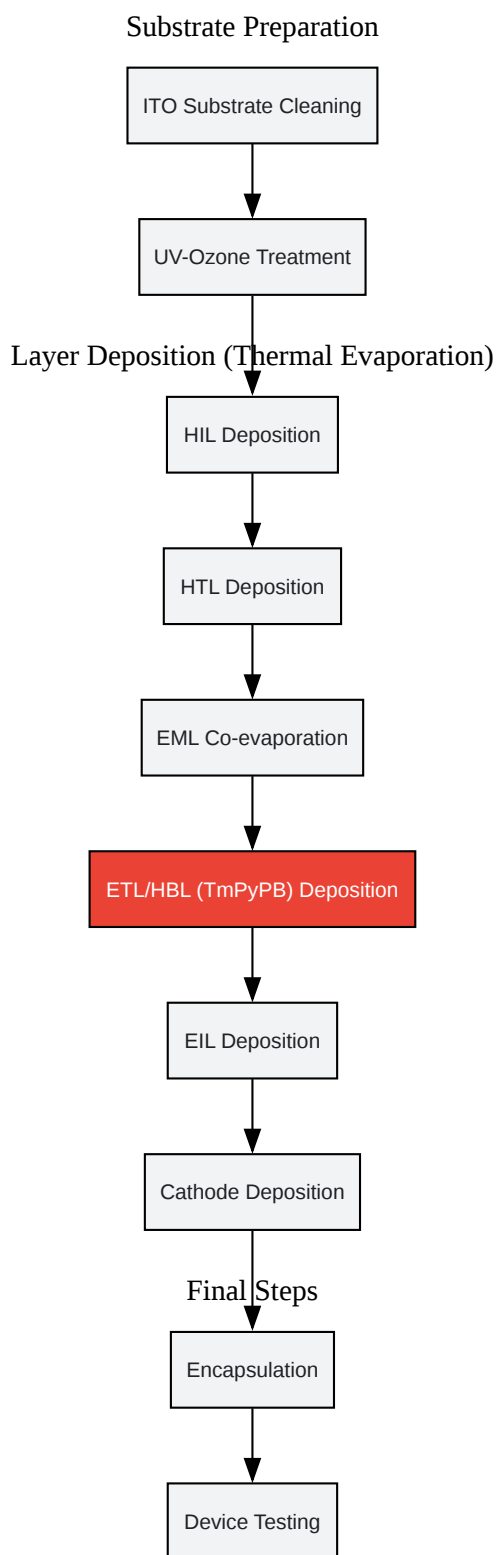 Substrate Preparation
ITO Substrate Cleaning
UV-Ozone Treatment
Layer Deposition (Thermal Evaporation)
HIL Deposition
HTL Deposition
EML Co-evaporation
ETL/HBL (TmPyPB) Deposition
EIL Deposition
Cathode Deposition
Final Steps
Encapsulation
Device Testing